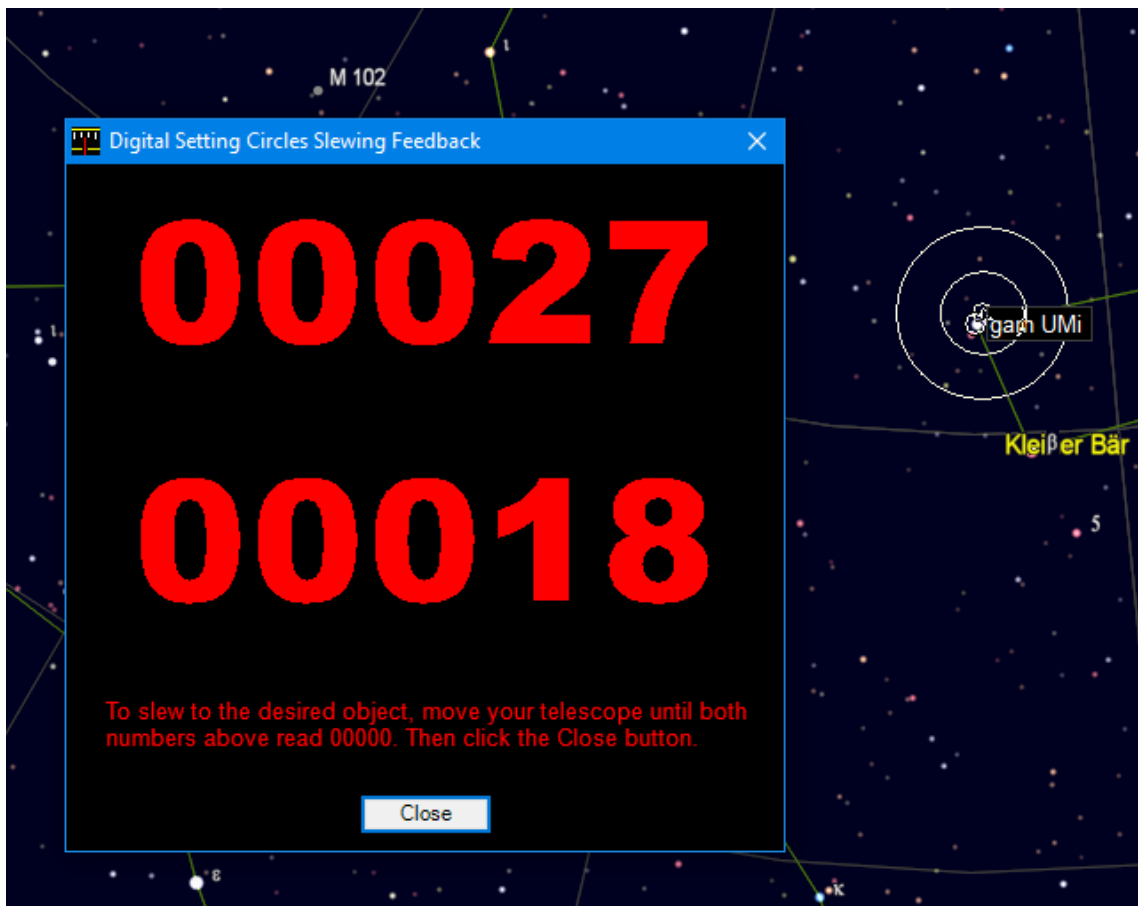 ι
M 102
Digital Setting Circles Slewing Feedback
00027
gam UMi
ι.
Kleißer Bär
00018
5
To slew to the desired object, move your telescope until both
numbers above read 00000. Then click the Close button.
Close
ε
κ